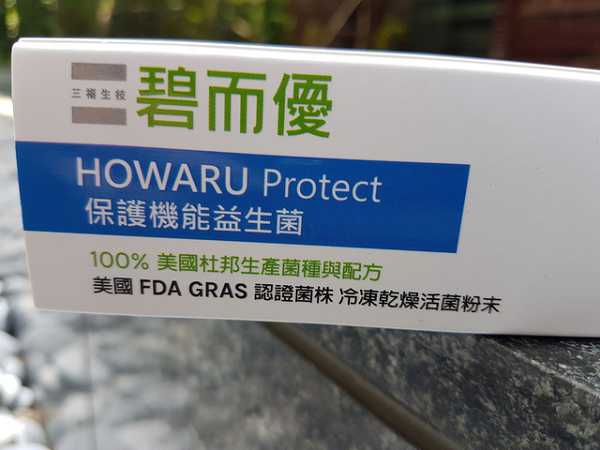 三褔生技
碧而優
HOWARU Protect
保護機能益生菌
100% 美國杜邦生產菌種與配方
美國 FDA GRAS 認證菌株 冷凍乾燥活菌粉末